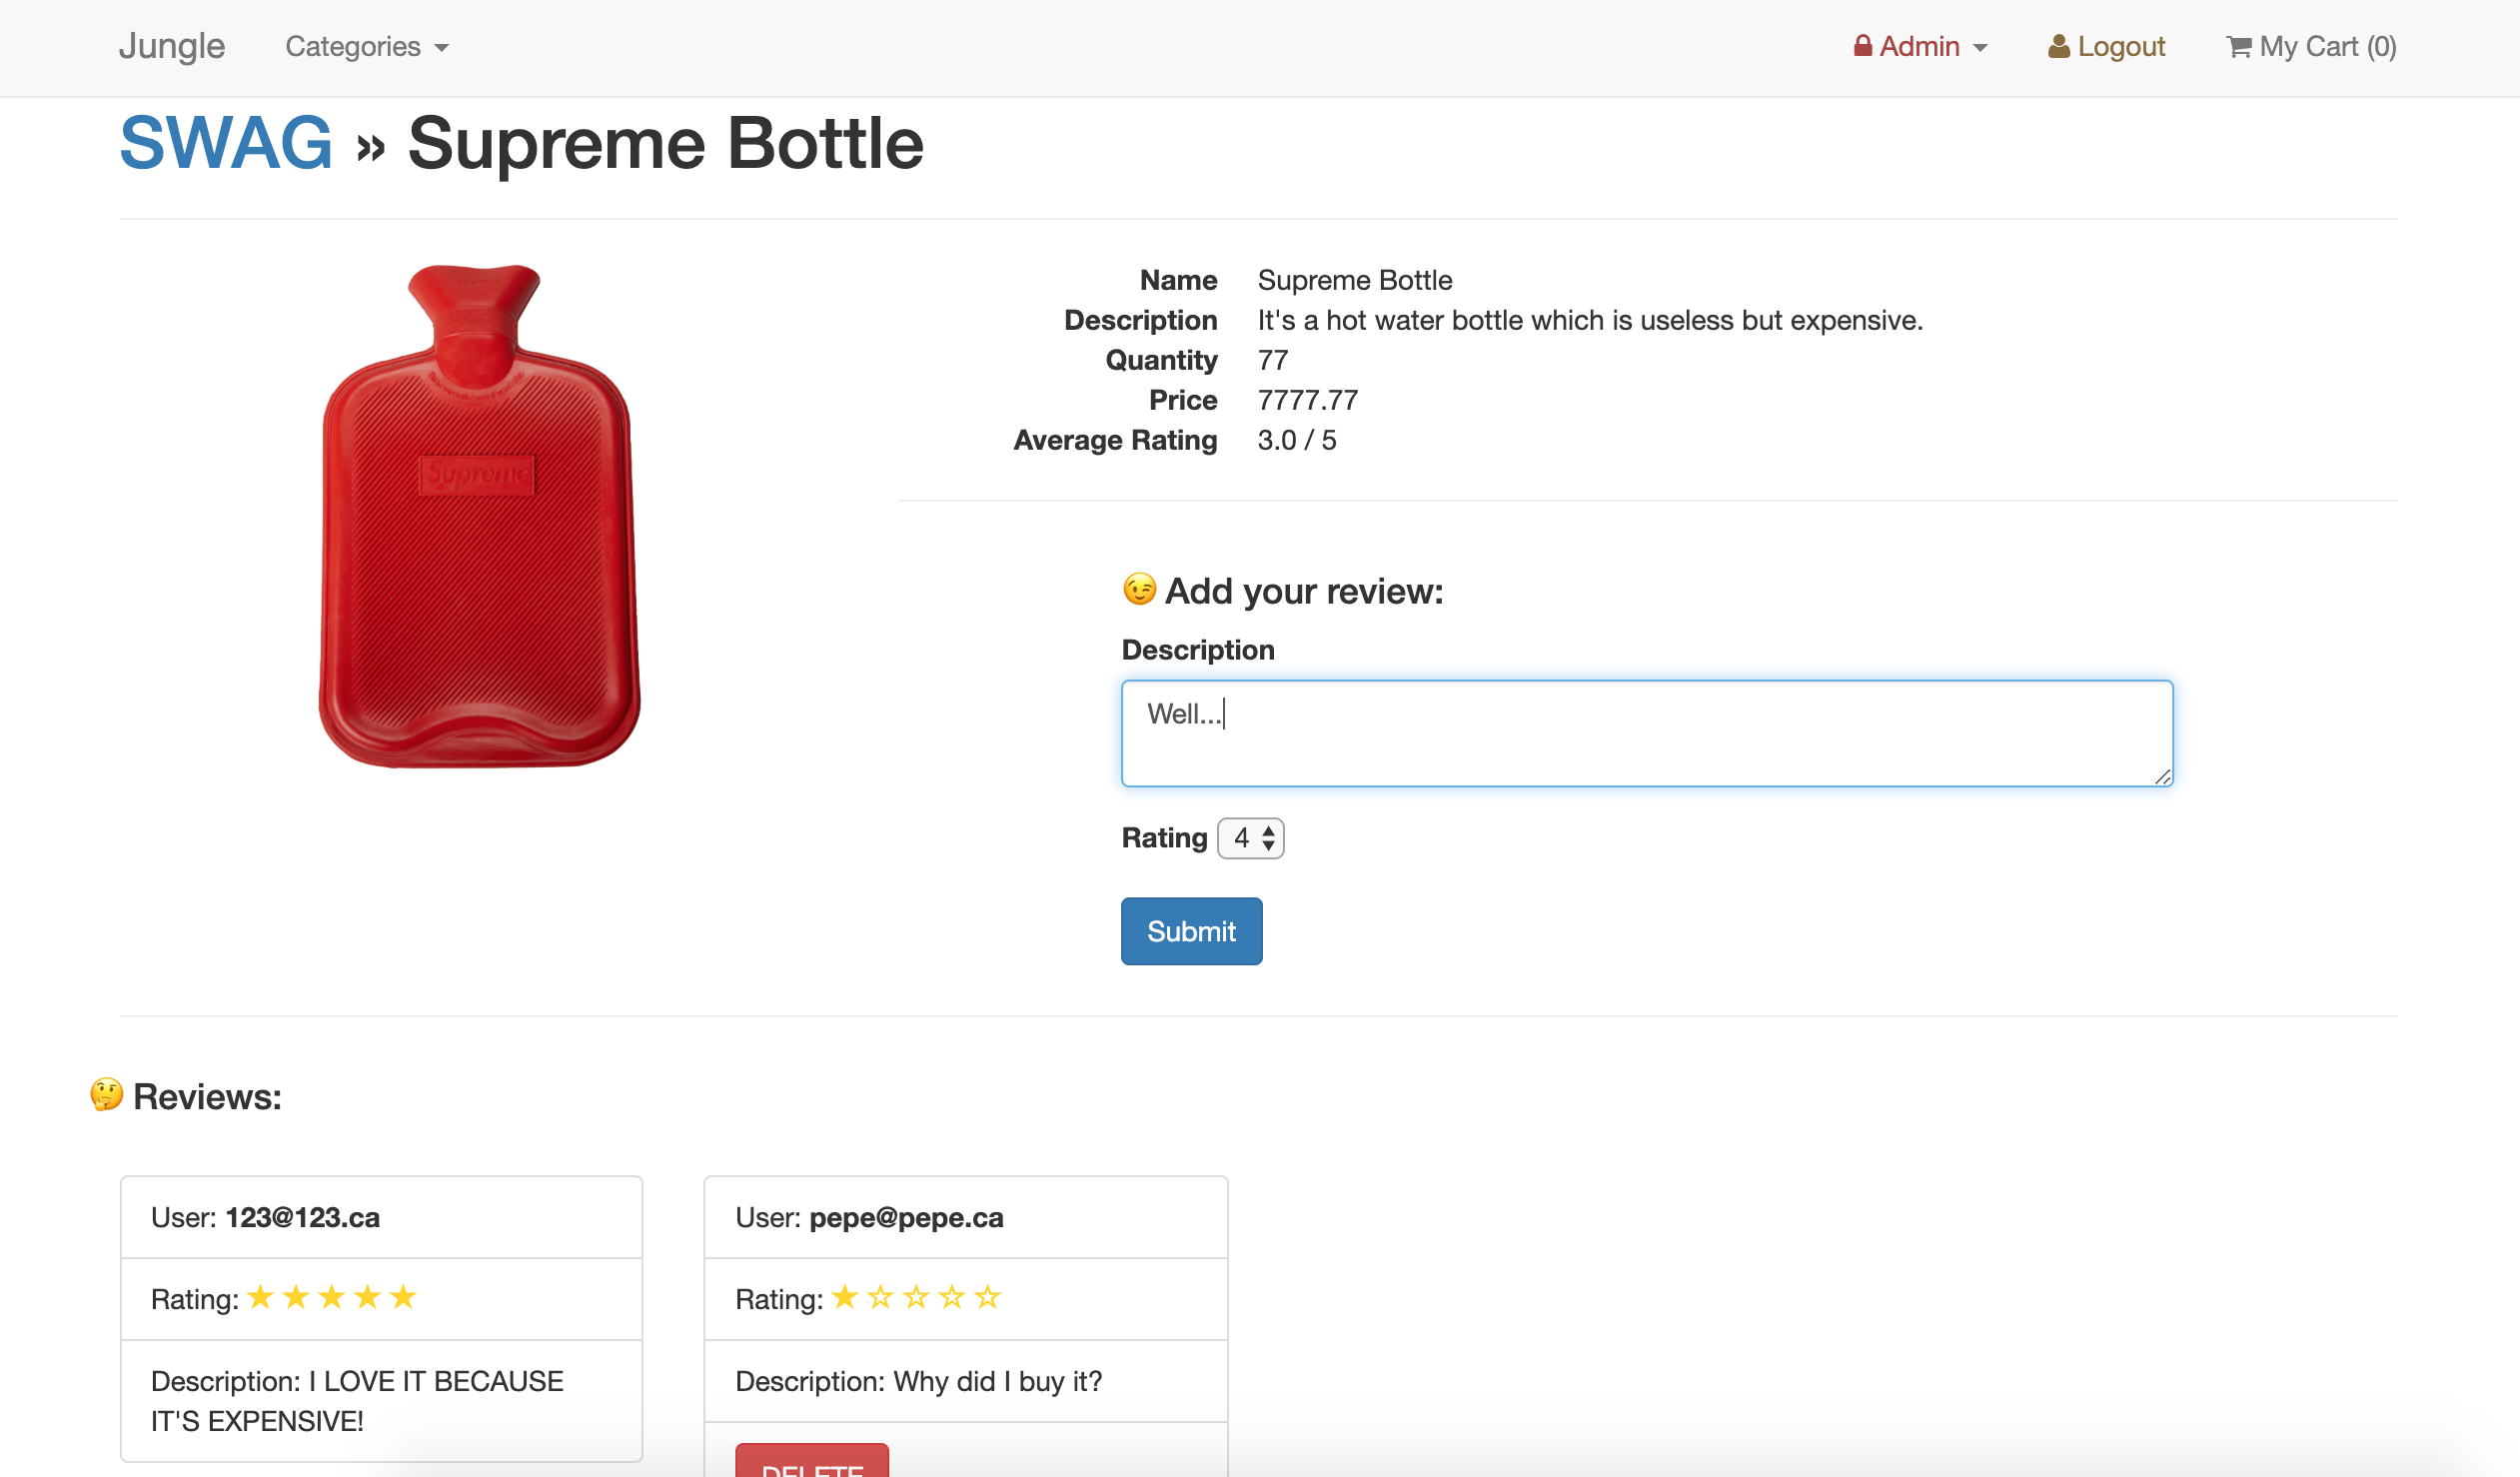 Jungle Categories Admin Logout My Cart (0)
SWAG » Supreme Bottle
Supreme
Name Supreme Bottle
Description It's a hot water bottle which is useless but expensive.
Quantity 77
Price 7777.77
Average Rating 3.0 / 5
😉 Add your review:
Description
Well...
Rating 4
Submit
🤔 Reviews:
User: 123@123.ca
Rating: ★ ★ ★ ★ ★
Description: I LOVE IT BECAUSE
IT'S EXPENSIVE!
User: pepe@pepe.ca
Rating: ★ ☆ ☆ ☆ ☆
Description: Why did I buy it?
DELETE